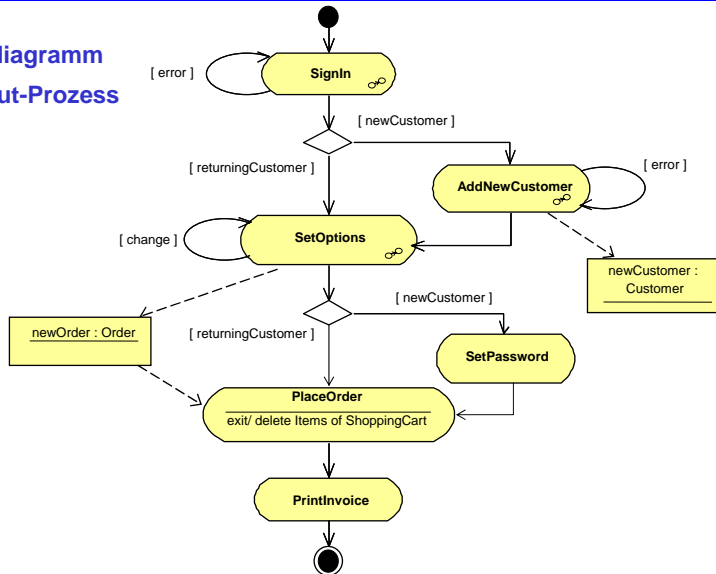 diagramm
ut-Prozess
[ error ]
SignIn
[ newCustomer ]
[ returningCustomer ]
[ error ]
AddNewCustomer
[ change ]
SetOptions
newCustomer :
Customer
[ newCustomer ]
newOrder : Order
[ returningCustomer ]
SetPassword
PlaceOrder
exit/ delete Items of ShoppingCart
PrintInvoice